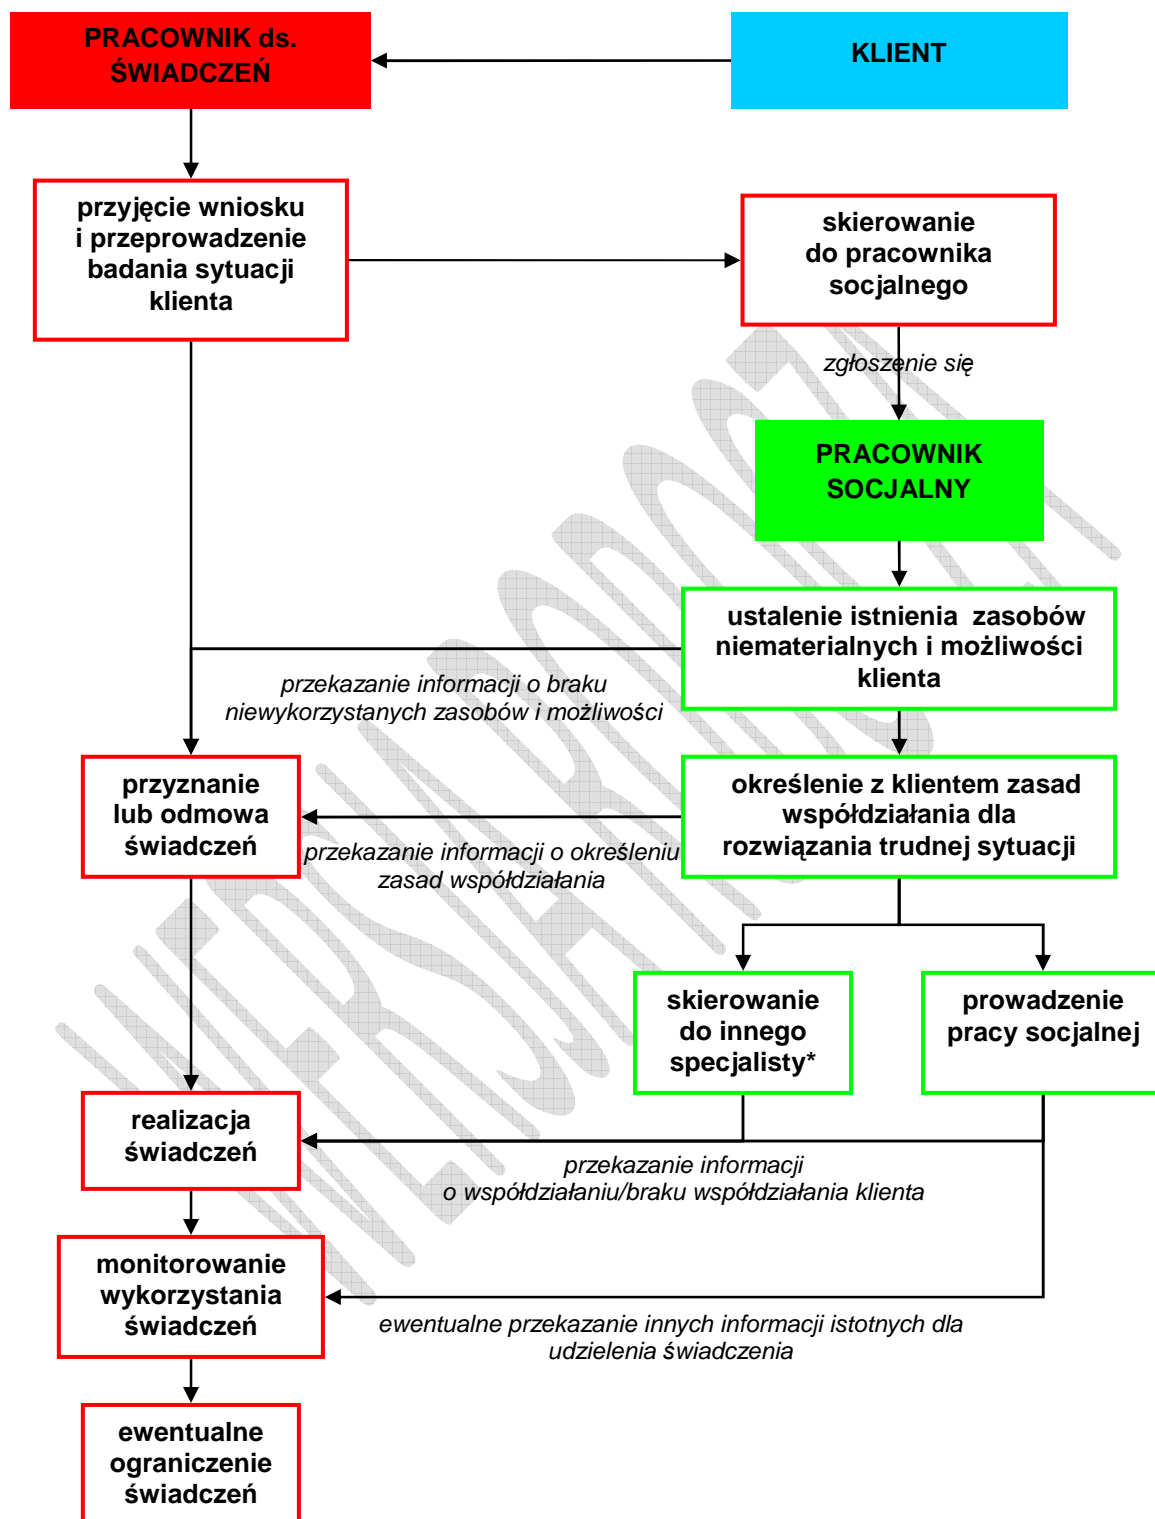 PRACOWNIK ds.
ŚWIADCZEŃ
KLIENT
przyjęcie wniosku
i przeprowadzenie
badania sytuacji
klienta
skierowanie
do pracownika
socjalnego
zgłoszenie się
PRACOWNIK
SOCJALNY
ustalenie istnienia  zasobów
niematerialnych i możliwości
klienta
przekazanie informacji o braku
niewykorzystanych zasobów i możliwości
przyznanie
lub odmowa
świadczeń
określenie z klientem zasad
współdziałania dla
rozwiązania trudnej sytuacji
przekazanie informacji o określeniu
zasad współdziałania
skierowanie
do innego
specjalisty*
prowadzenie
pracy socjalnej
realizacja
świadczeń
przekazanie informacji
o współdziałaniu/braku współdziałania klienta
monitorowanie
wykorzystania
świadczeń
ewentualne przekazanie innych informacji istotnych dla
udzielenia świadczenia
ewentualne
ograniczenie
świadczeń
WERSJA ROBOCZA